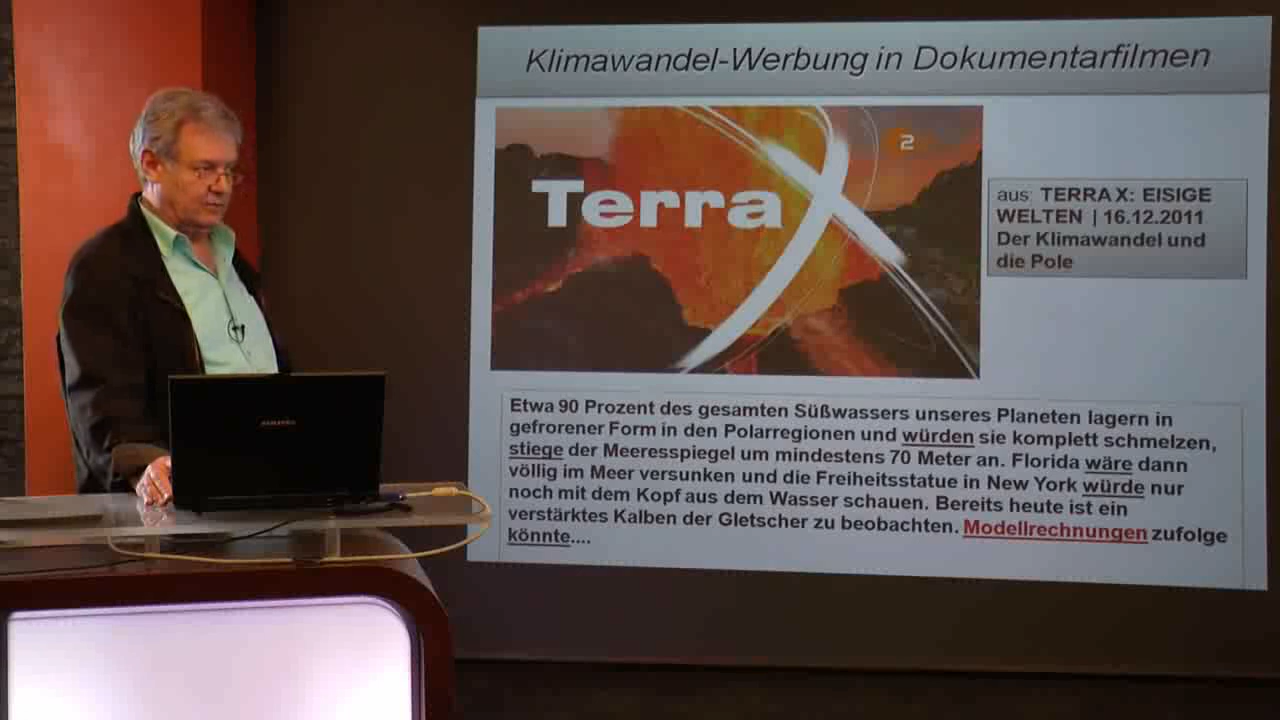 Klimawandel-Werbung in Dokumentarfilmen
2
Terra X
aus: TERRA X: EISIGE
WELTEN | 16.12.2011
Der Klimawandel und
die Pole
Etwa 90 Prozent des gesamten Süßwassers unseres Planeten lagern in
gefrorener Form in den Polarregionen und würden sie komplett schmelzen,
stiege der Meeresspiegel um mindestens 70 Meter an. Florida wäre dann
völlig im Meer versunken und die Freiheitsstatue in New York würde nur
noch mit dem Kopf aus dem Wasser schauen. Bereits heute ist ein
verstärktes Kalben der Gletscher zu beobachten. Modellrechnungen zufolge
könnte....
SAMSUNG